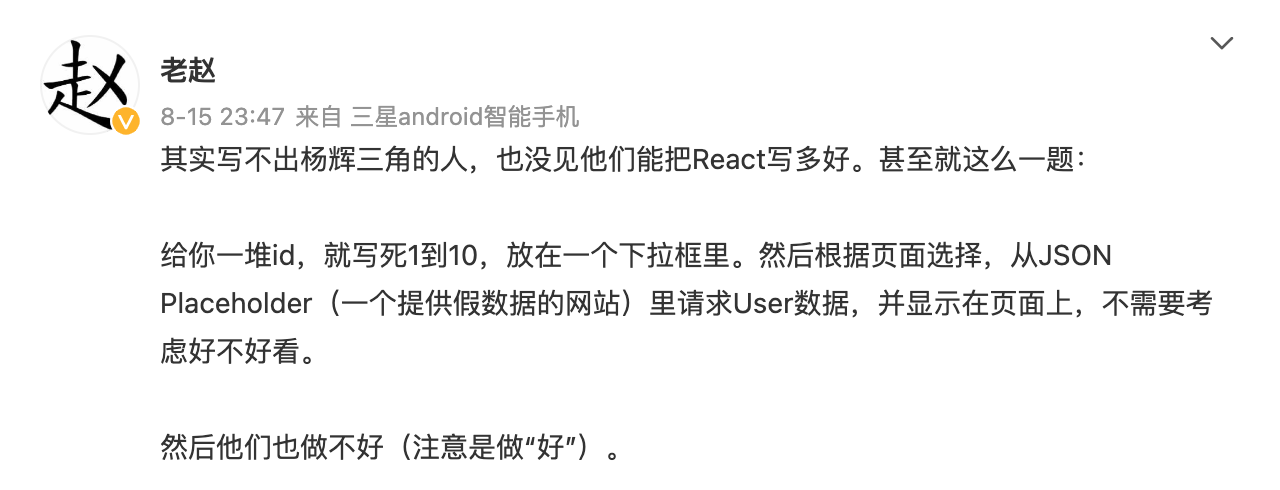 赵
老赵
8-15 23:47 来自 三星android智能手机
其实写不出杨辉三角的人，也没见他们能把React写多好。甚至就这么一题：
给你一堆id，就写死1到10，放在一个下拉框里。然后根据页面选择，从JSON
Placeholder（一个提供假数据的网站）里请求User数据，并显示在页面上，不需要考
虑好不好看。
然后他们也做不好（注意是做“好”）。